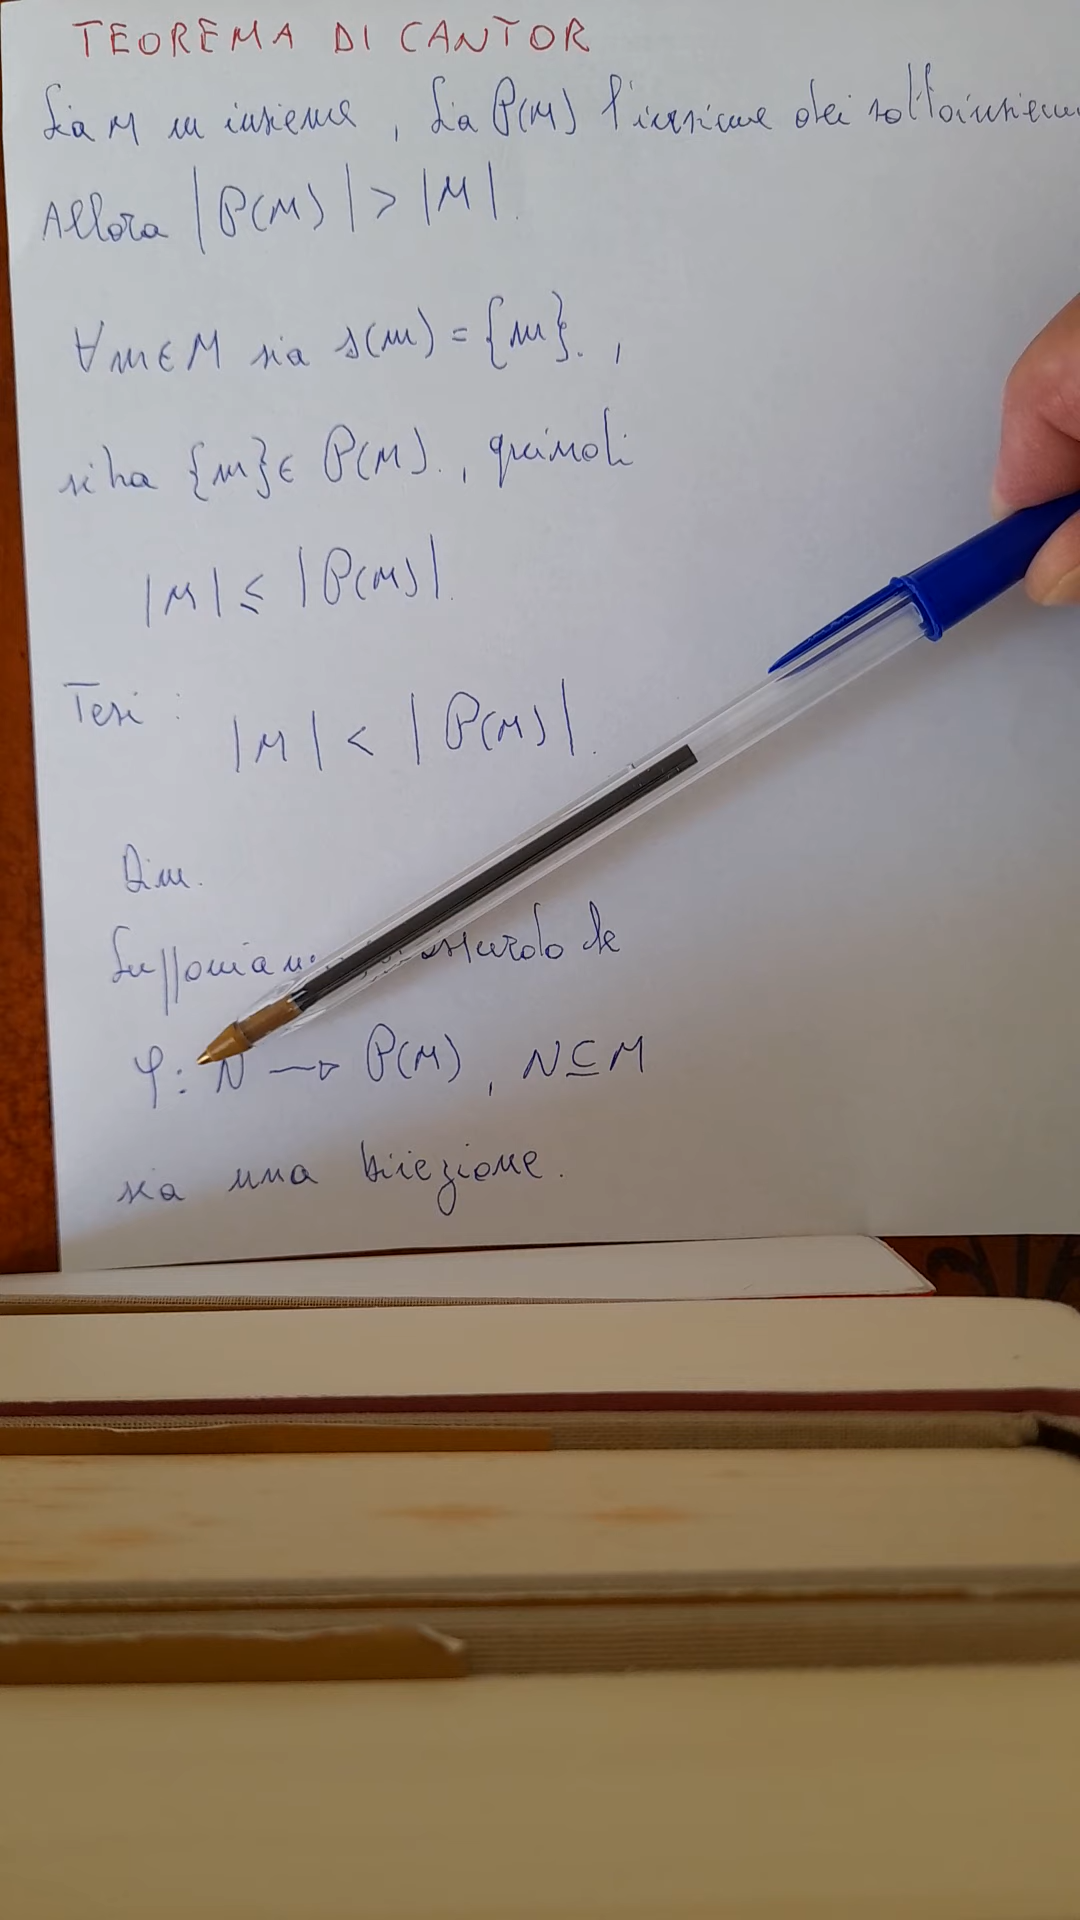 TEOREMA DI CANTOR
Sia M un insieme, Sia P(M) l'insieme dei sottoinsiemi
Allora |P(M)| > |M|.
∀m∈M sia s(m) = {m}. ,
si ha {m}∈ P(M). , quindi
|M| ≤ |P(M)|.
Tesi : |M| < |P(M)|.
Dim.
Supponiamo assurdo che
φ: N → P(M) , N⊆M
sia una biiezione.